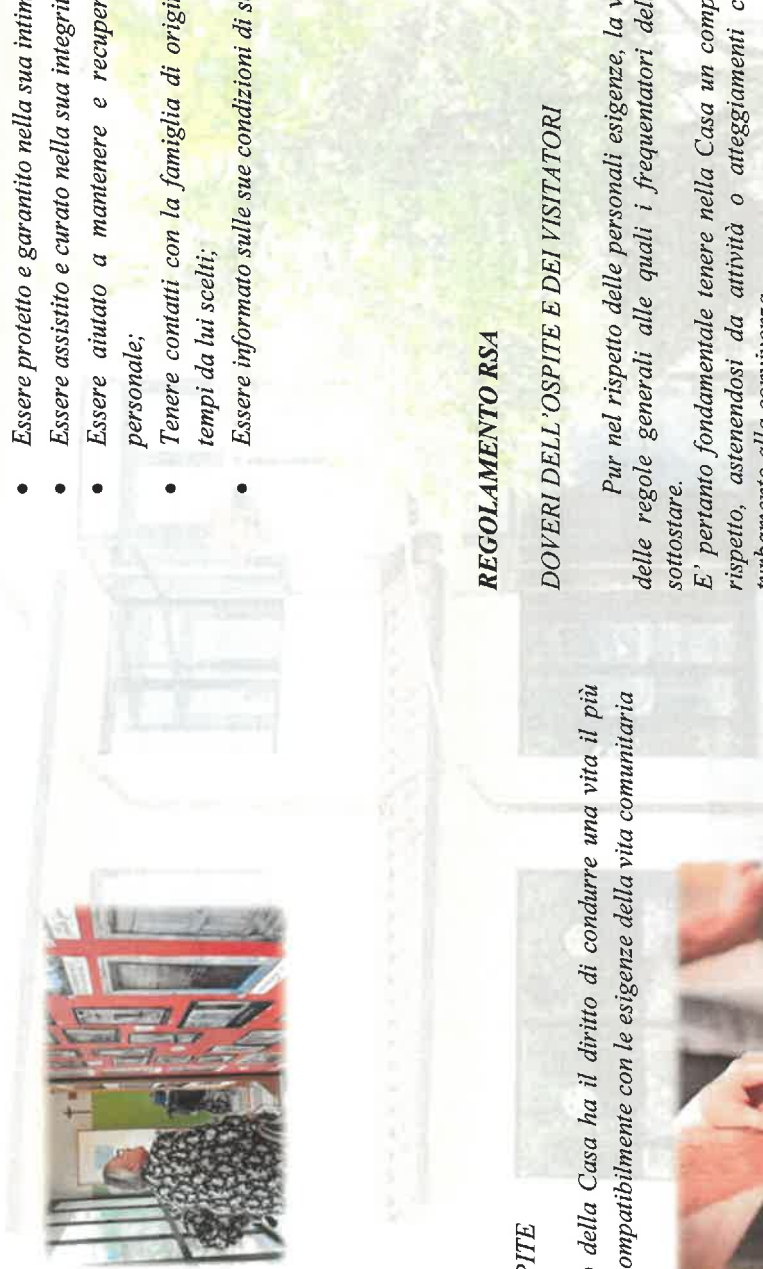 PITE
della Casa ha il diritto di condurre una vita il più
ompatibilmente con le esigenze della vita comunitaria
• Essere protetto e garantito nella sua intim
• Essere assistito e curato nella sua integrit
• Essere aiutato a mantenere e recuper
personale;
• Tenere contatti con la famiglia di origi
tempi da lui scelti;
• Essere informato sulle sue condizioni di s
REGOLAMENTO RSA
DOVERI DELL'OSPITE E DEI VISITATORI
Pur nel rispetto delle personali esigenze, la v
delle regole generali alle quali i frequentatori del
sottostare.
E' pertanto fondamentale tenere nella Casa un comp
rispetto, astenendosi da attività o atteggiamenti c
turbamento alla convivenza